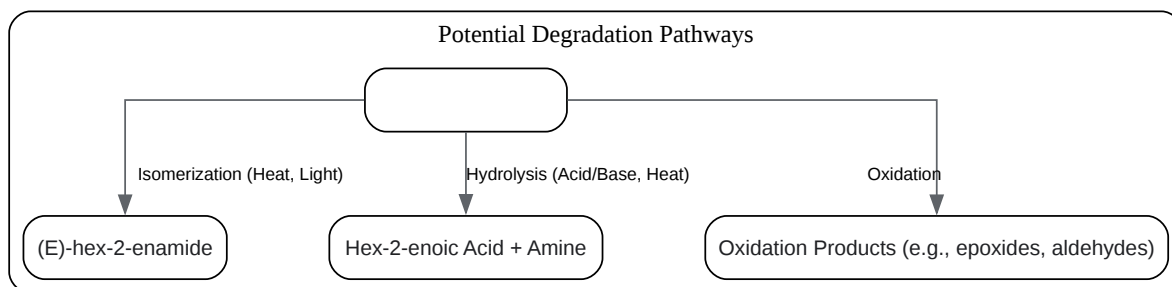 Potential Degradation Pathways
Isomerization (Heat, Light)
Hydrolysis (Acid/Base, Heat)
Oxidation
(E)-hex-2-enamide
Hex-2-enoic Acid + Amine
Oxidation Products (e.g., epoxides, aldehydes)